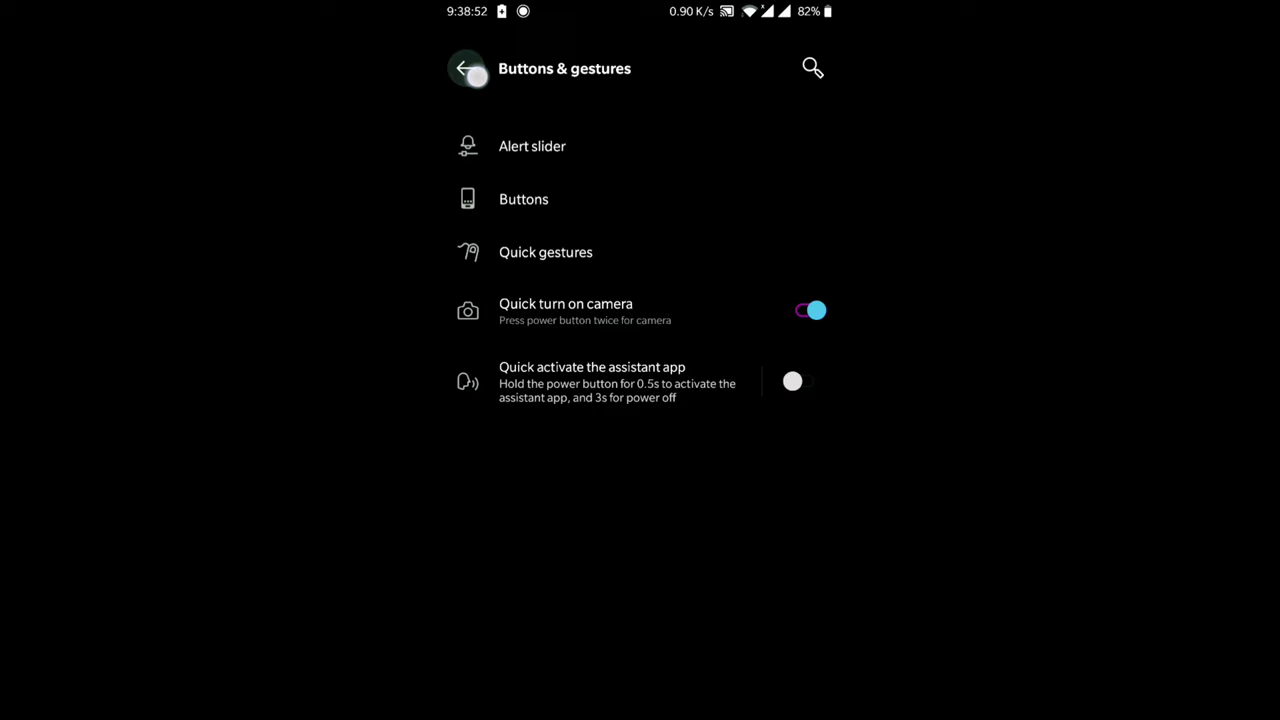 9:38:52 0.90 K/s 82%
Buttons & gestures
Alert slider
Buttons
Quick gestures
Quick turn on camera
Press power button twice for camera
Quick activate the assistant app
Hold the power button for 0.5s to activate the
assistant app, and 3s for power off